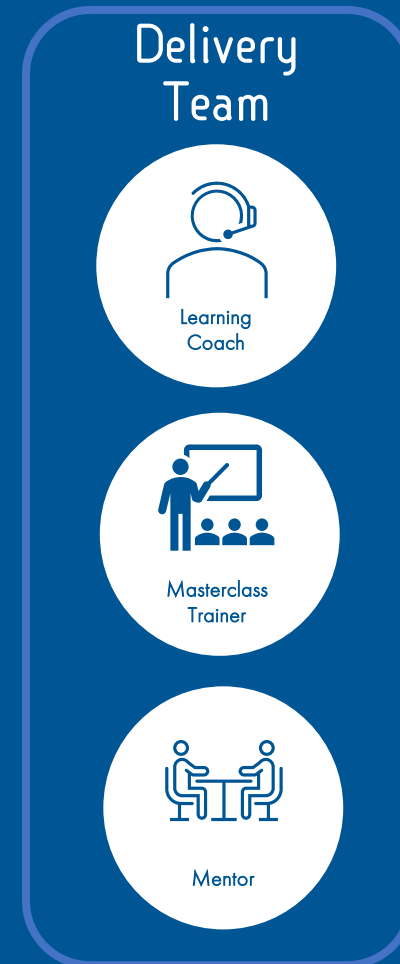 Delivery
Team
Learning
Coach
Masterclass
Trainer
Mentor